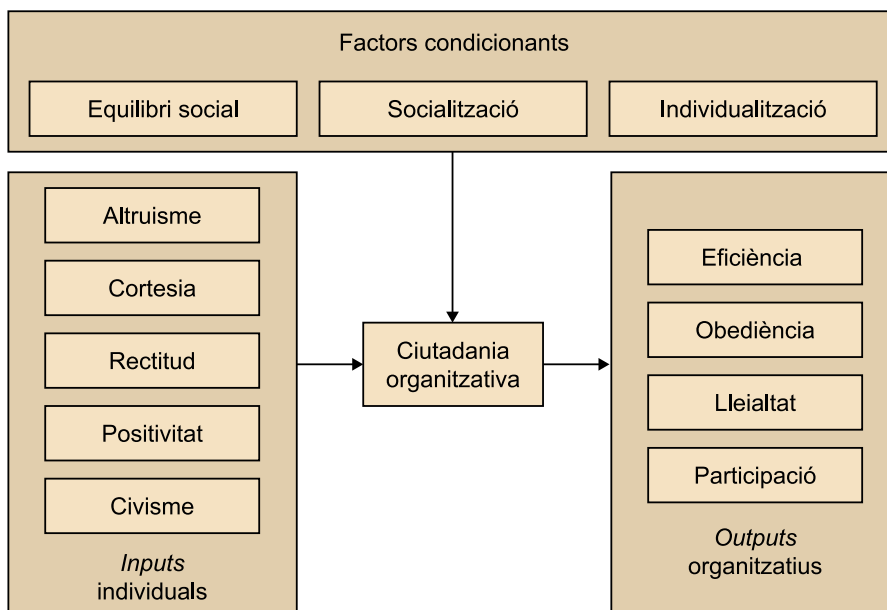 Factors condicionants
Equilibri social
Socialització
Individualització
Altruisme
Cortesia
Rectitud
Positivitat
Civisme
Inputs
individuals
Ciutadania
organitzativa
Eficiència
Obediència
Lleialtat
Participació
Outputs
organitzatius